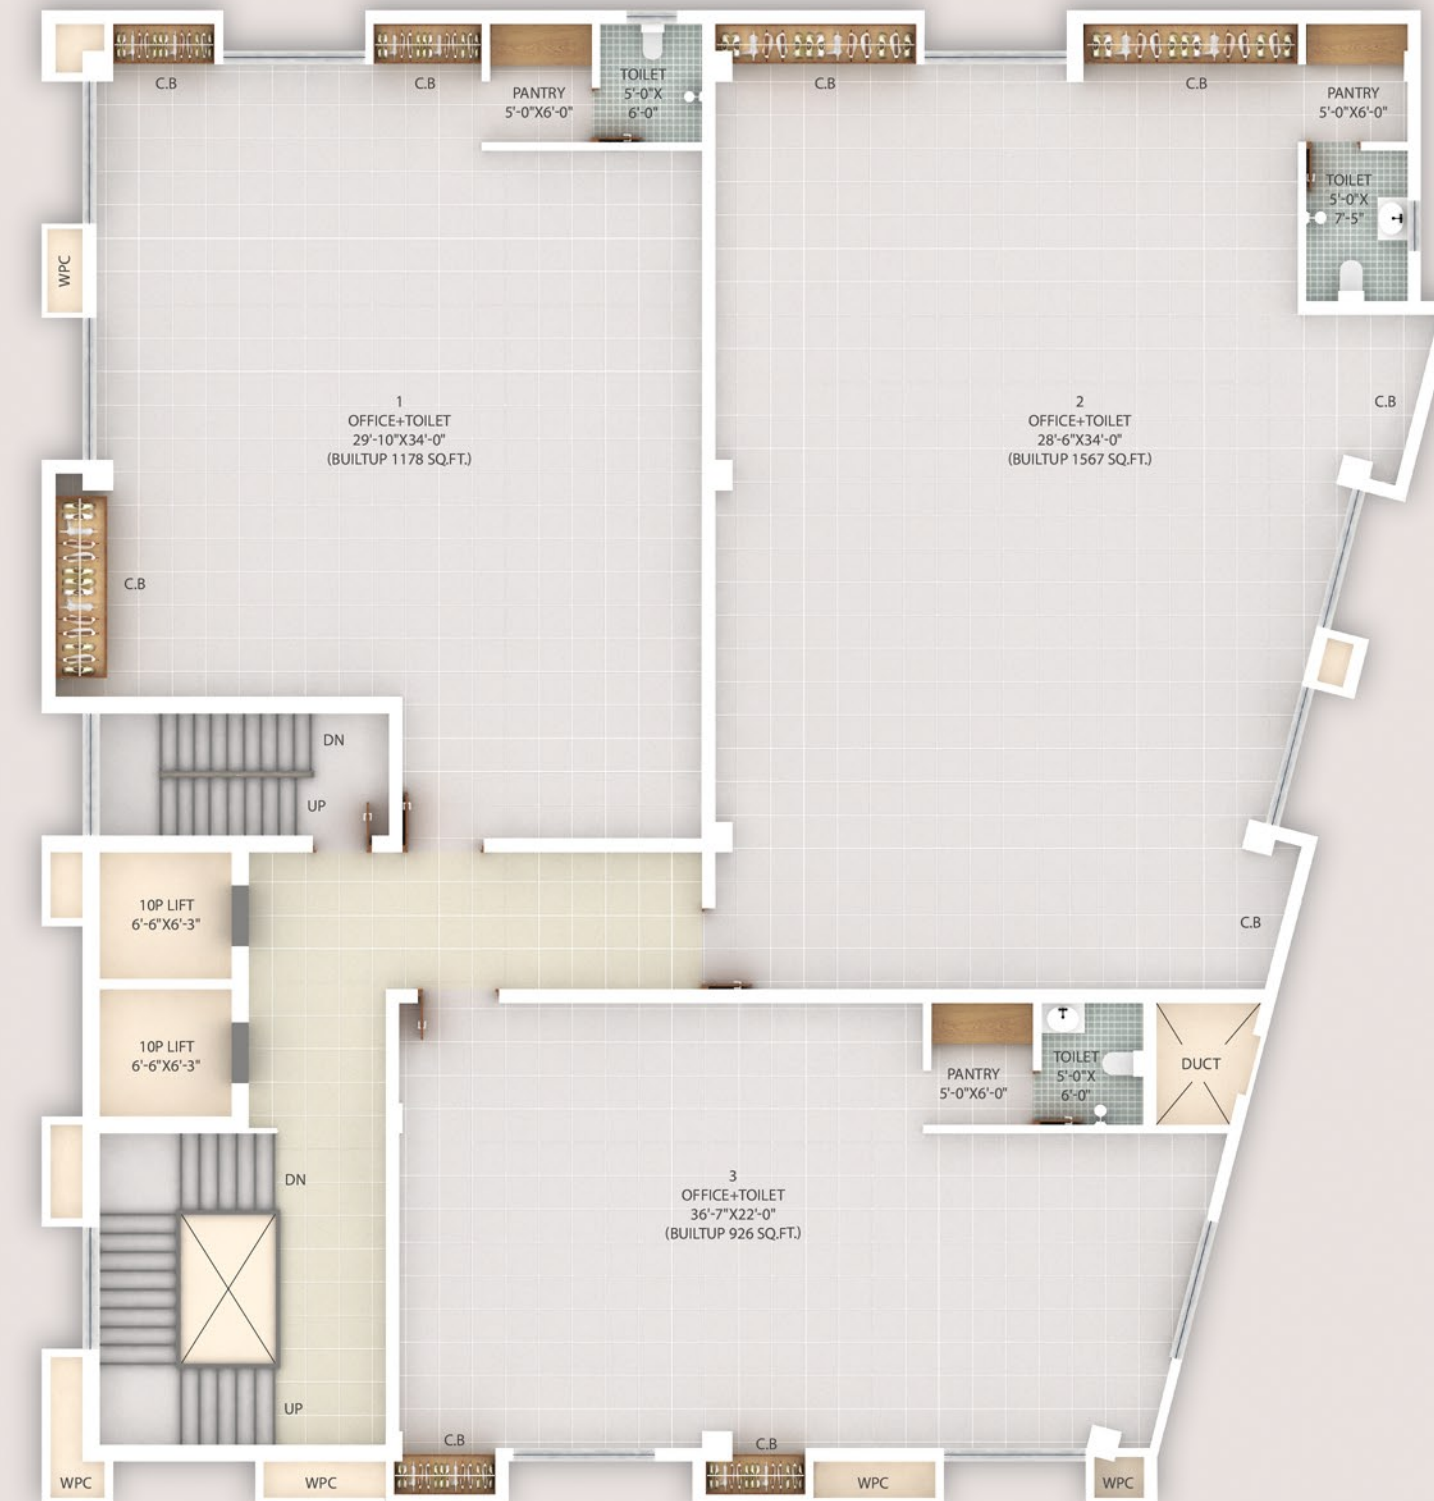 C.B
C.B
PANTRY
5'-0"X6'-0"
TOILET
5'-0"X
6'-0"
C.B
C.B
PANTRY
5'-0"X6'-0"
TOILET
5'-0"X
7'-5"
WPC
1
OFFICE+TOILET
29'-10"X34'-0"
(BUILTUP 1178 SQ.FT.)
2
OFFICE+TOILET
28'-6"X34'-0"
(BUILTUP 1567 SQ.FT.)
C.B
C.B
DN
UP
10P LIFT
6'-6"X6'-3"
C.B
10P LIFT
6'-6"X6'-3"
PANTRY
5'-0"X6'-0"
TOILET
5'-0"X
6'-0"
DUCT
DN
3
OFFICE+TOILET
36'-7"X22'-0"
(BUILTUP 926 SQ.FT.)
UP
C.B
C.B
WPC
WPC
WPC
WPC